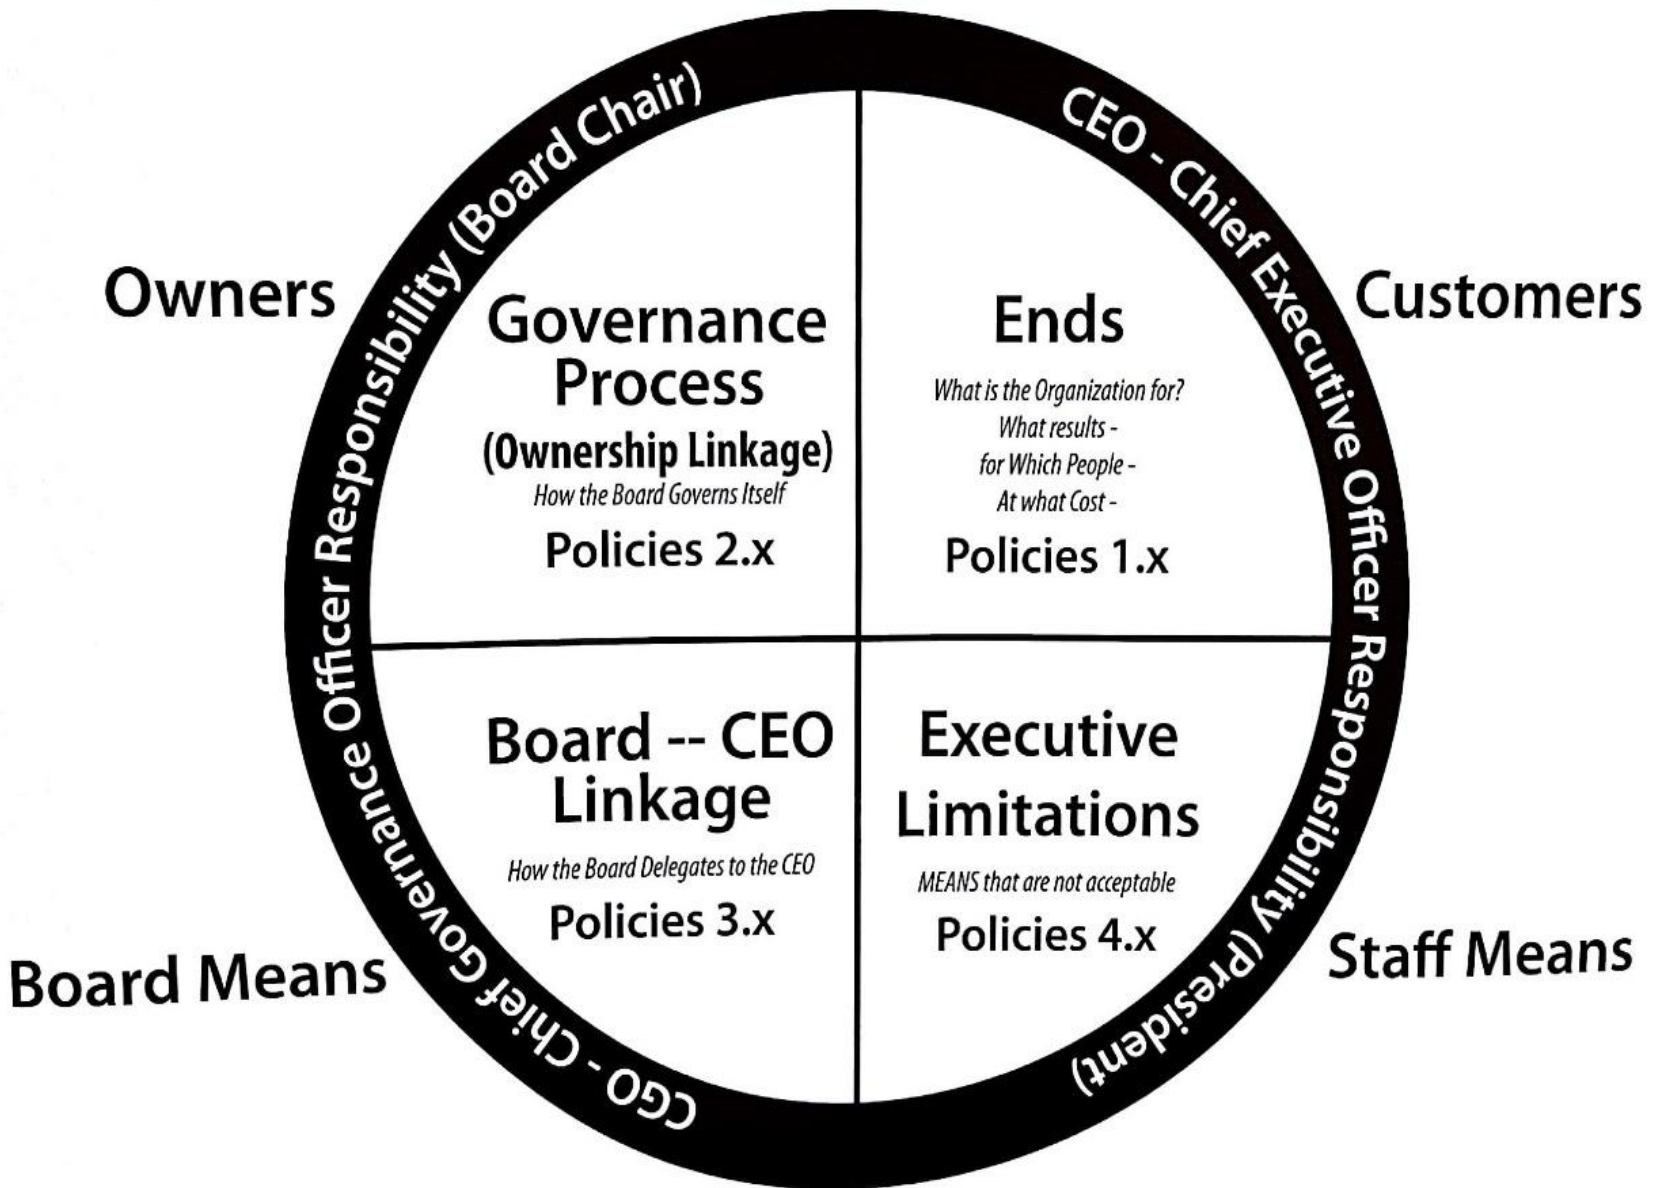 CGO - Chief Governance Officer Responsibility (Board Chair)
CEO - Chief Executive Officer Responsibility (President)
Owners
Customers
Governance
Process
(Ownership Linkage)
How the Board Governs Itself
Policies 2.x
Ends
What is the Organization for?
What results -
for Which People -
At what Cost -
Policies 1.x
Board -- CEO
Linkage
How the Board Delegates to the CEO
Policies 3.x
Executive
Limitations
MEANS that are not acceptable
Policies 4.x
Board Means
Staff Means